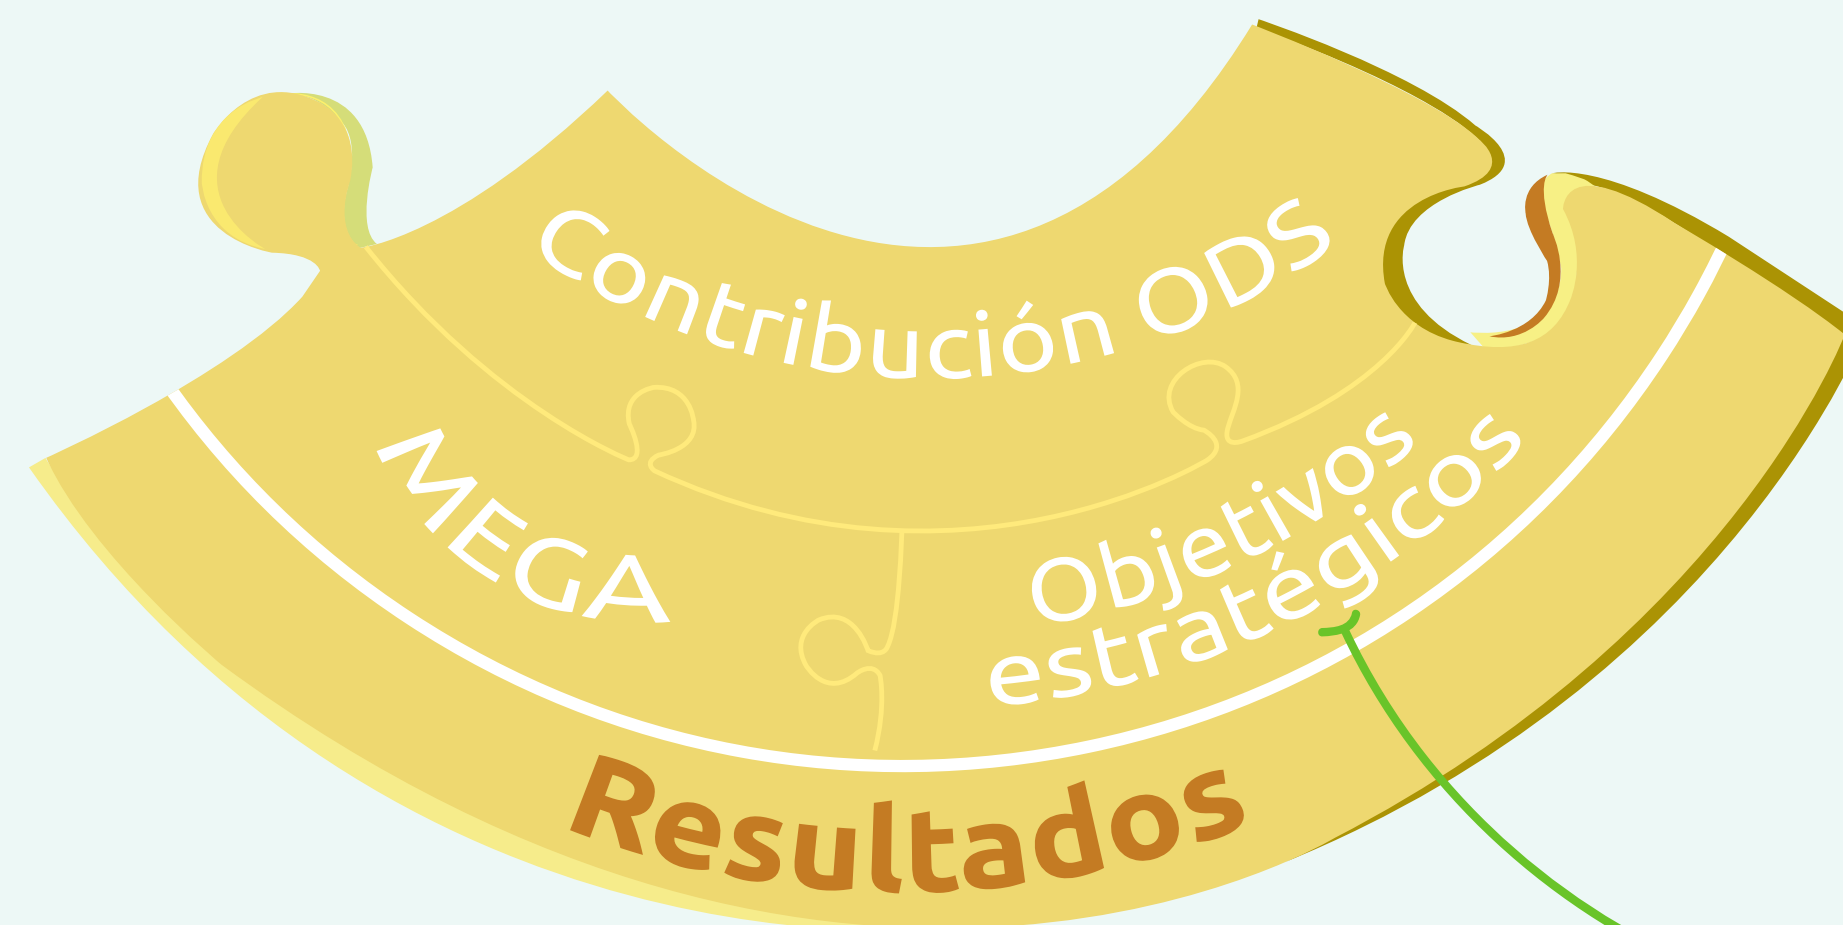 Contribución ODS
MEGA
Objetivos
estratégicos
Resultados